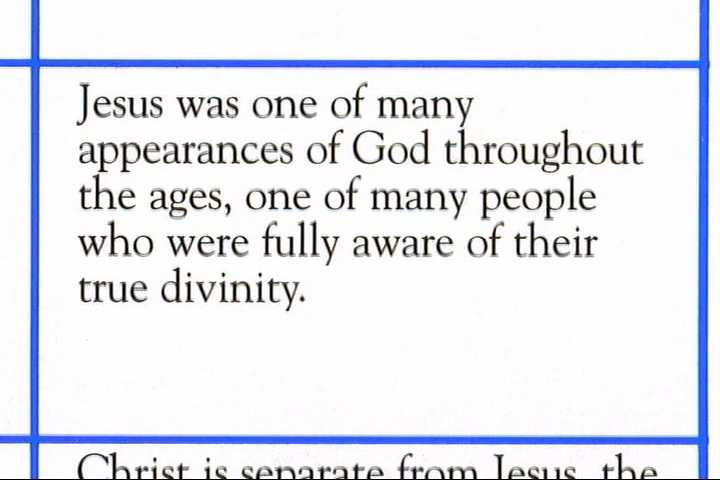 Jesus was one of many
appearances of God throughout
the ages, one of many people
who were fully aware of their
true divinity.
Christ is separate from Jesus, the